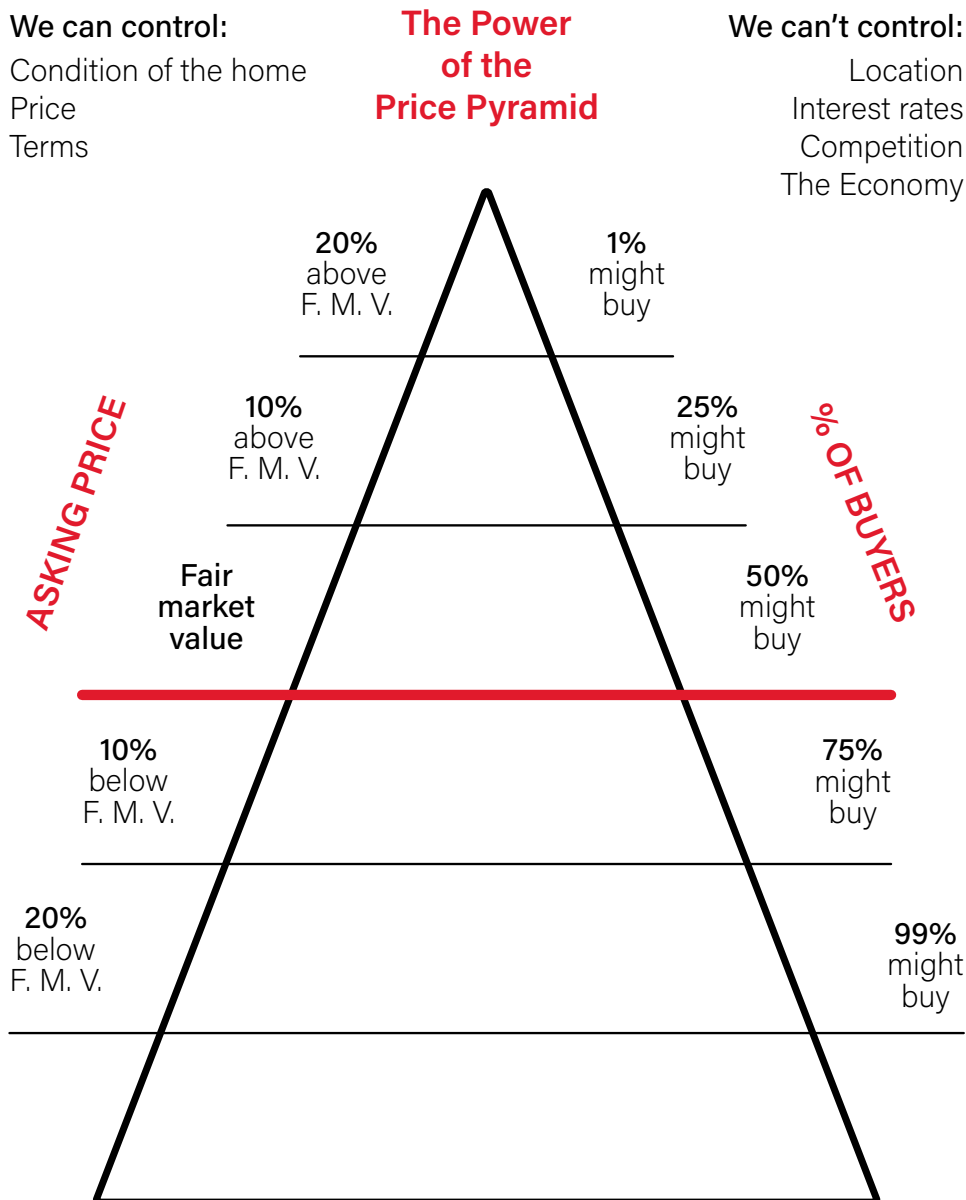 We can control:
Condition of the home
Price
Terms
The Power
of the
Price Pyramid
We can't control:
Location
Interest rates
Competition
The Economy
ASKING PRICE
% OF BUYERS
20%
above
F. M. V.
1%
might
buy
10%
above
F. M. V.
25%
might
buy
Fair
market
value
50%
might
buy
10%
below
F. M. V.
75%
might
buy
20%
below
F. M. V.
99%
might
buy